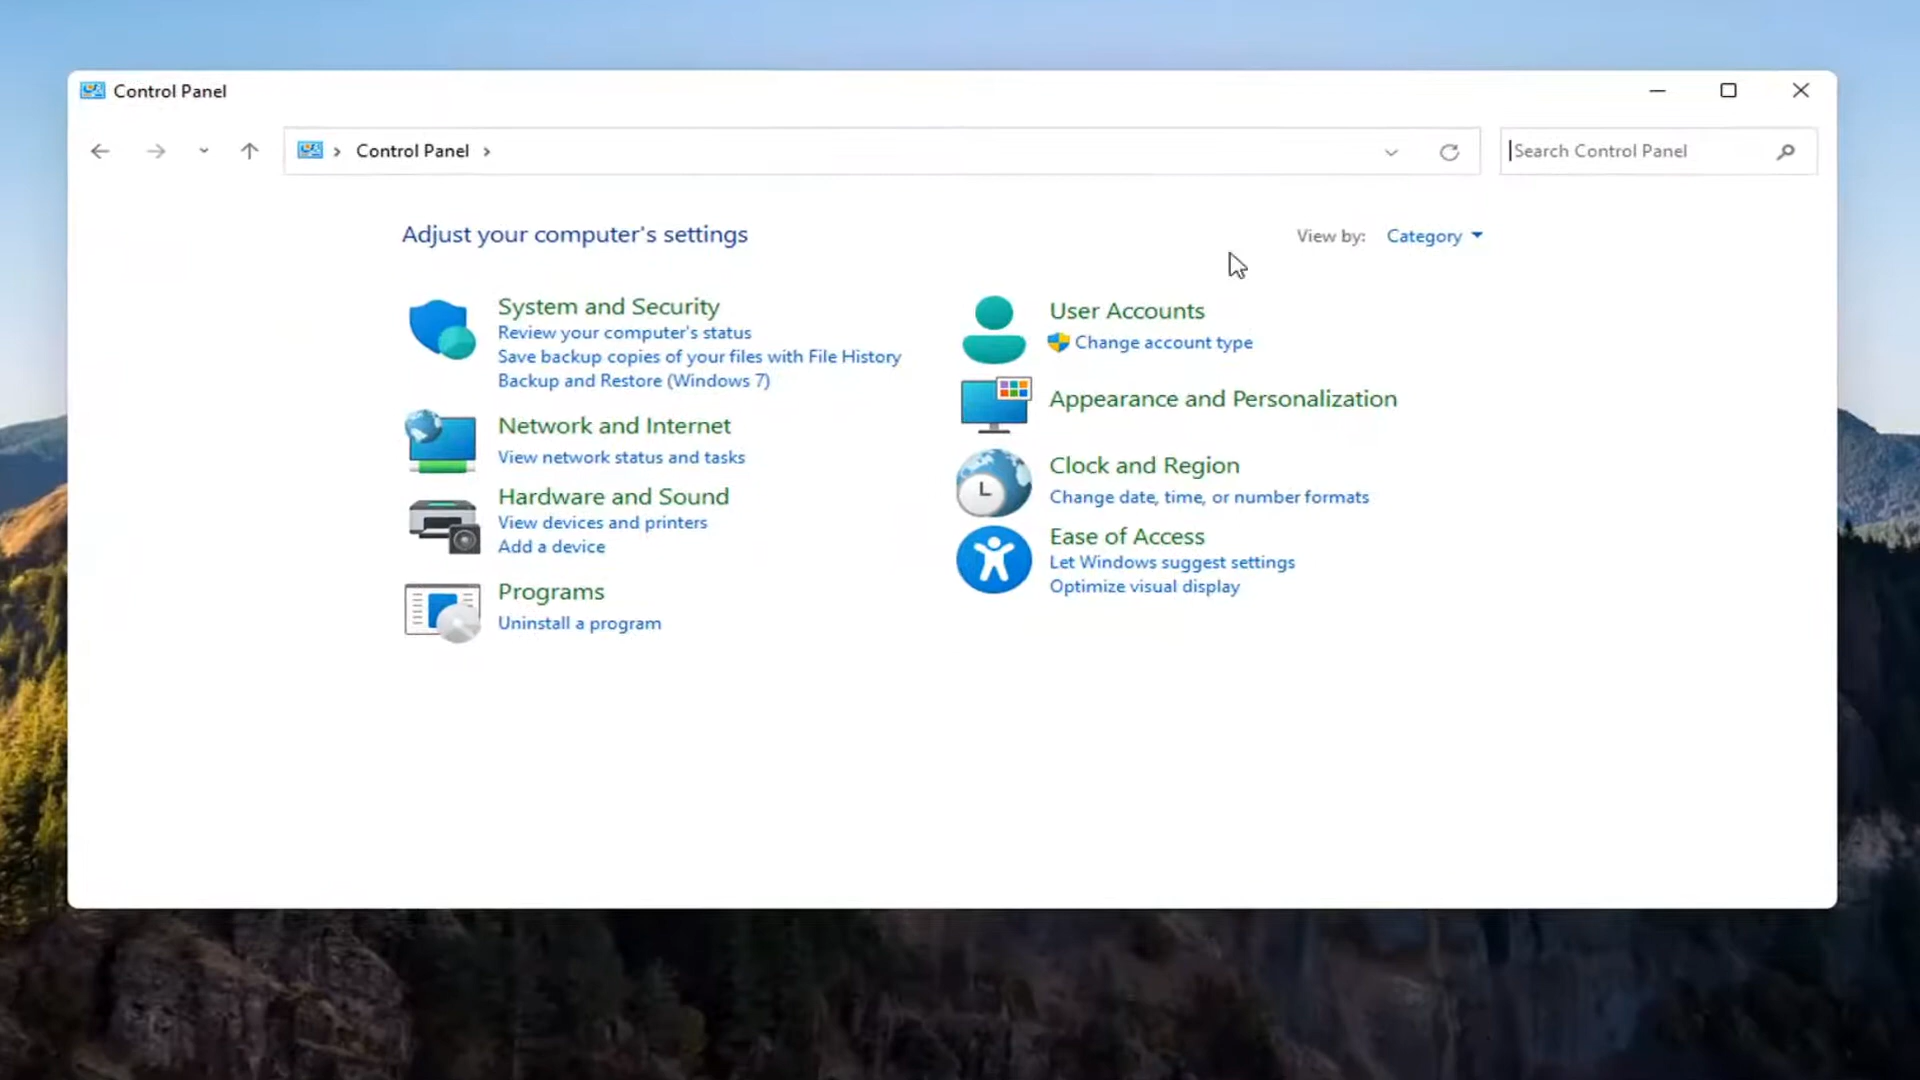 Control Panel
Control Panel
Search Control Panel
Adjust your computer's settings
View by: Category
System and Security
Review your computer's status
Save backup copies of your files with File History
Backup and Restore (Windows 7)
Network and Internet
View network status and tasks
Hardware and Sound
View devices and printers
Add a device
Programs
Uninstall a program
User Accounts
Change account type
Appearance and Personalization
Clock and Region
Change date, time, or number formats
Ease of Access
Let Windows suggest settings
Optimize visual display